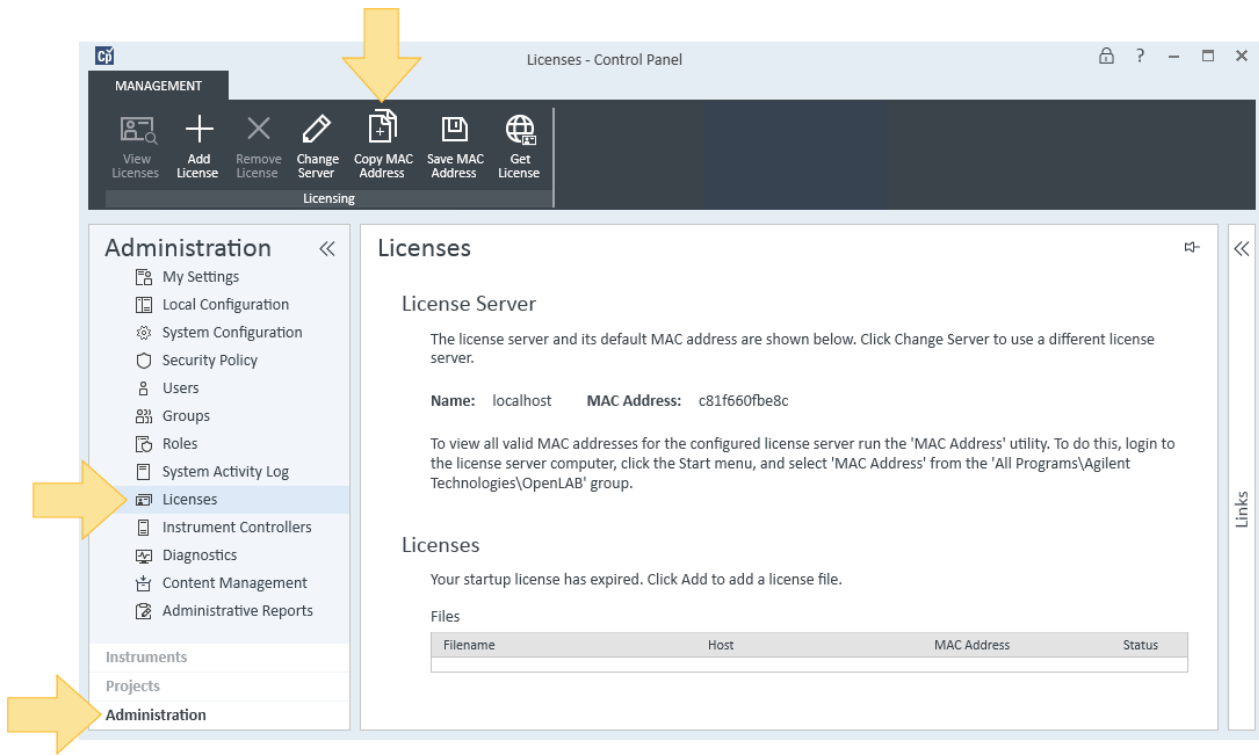 Cp
Licenses - Control Panel
?
MANAGEMENT
View Licenses
Add License
Remove License
Change Server
Copy MAC Address
Save MAC Address
Get License
Licensing
Administration
My Settings
Local Configuration
System Configuration
Security Policy
Users
Groups
Roles
System Activity Log
Licenses
Instrument Controllers
Diagnostics
Content Management
Administrative Reports
Instruments
Projects
Administration
Licenses
License Server
The license server and its default MAC address are shown below. Click Change Server to use a different license
server.
Name: localhost MAC Address: c81f660fbe8c
To view all valid MAC addresses for the configured license server run the 'MAC Address' utility. To do this, login to
the license server computer, click the Start menu, and select 'MAC Address' from the 'All Programs\Agilent
Technologies\OpenLAB' group.
Licenses
Your startup license has expired. Click Add to add a license file.
Files
Filename Host MAC Address Status
Links